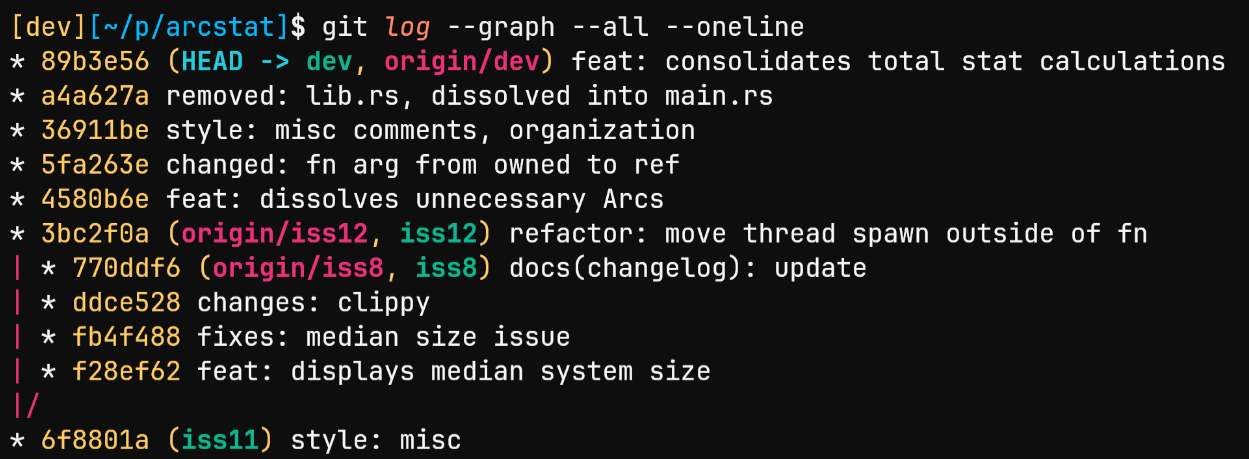 [dev][~/p/arcstat]$ git log --graph --all --oneline
* 89b3e56 (HEAD -> dev, origin/dev) feat: consolidates total stat calculations
* a4a627a removed: lib.rs, dissolved into main.rs
* 36911be style: misc comments, organization
* 5fa263e changed: fn arg from owned to ref
* 4580b6e feat: dissolves unnecessary Arcs
* 3bc2f0a (origin/iss12, iss12) refactor: move thread spawn outside of fn
| * 770ddf6 (origin/iss8, iss8) docs(changelog): update
| * ddce528 changes: clippy
| * fb4f488 fixes: median size issue
| * f28ef62 feat: displays median system size
|/
* 6f8801a (iss11) style: misc